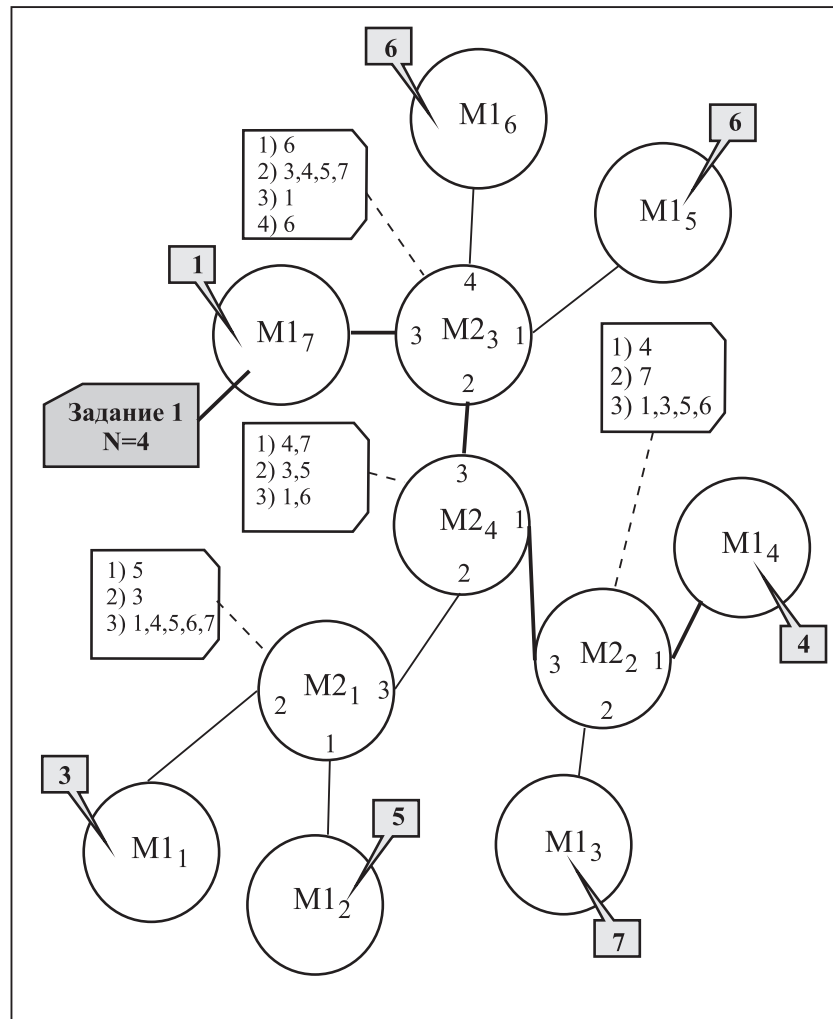 6
M1₆
6
1) 6
2) 3,4,5,7
3) 1
4) 6
M1₅
1
4
M1₇
3 M2₃ 1
2
1) 4
2) 7
3) 1,3,5,6
Задание 1
N=4
1) 4,7
2) 3,5
3) 1,6
3
M2₄ 1
2
M1₄
1) 5
2) 3
3) 1,4,5,6,7
4
3 M2₂ 1
2
2 M2₁ 3
1
3
5
M1₁
M1₂
M1₃
7